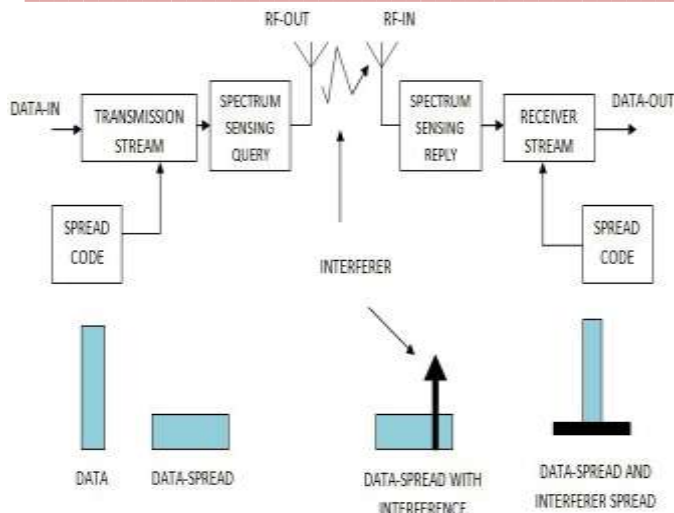 RF-OUT
RF-IN
DATA-IN
TRANSMISSION
STREAM
SPECTRUM
SENSING
QUERY
SPECTRUM
SENSING
REPLY
RECEIVER
STREAM
DATA-OUT
SPREAD
CODE
SPREAD
CODE
INTERFERER
DATA
DATA-SPREAD
DATA-SPREAD WITH
INTERFERENCE
DATA-SPREAD AND
INTERFERER SPREAD